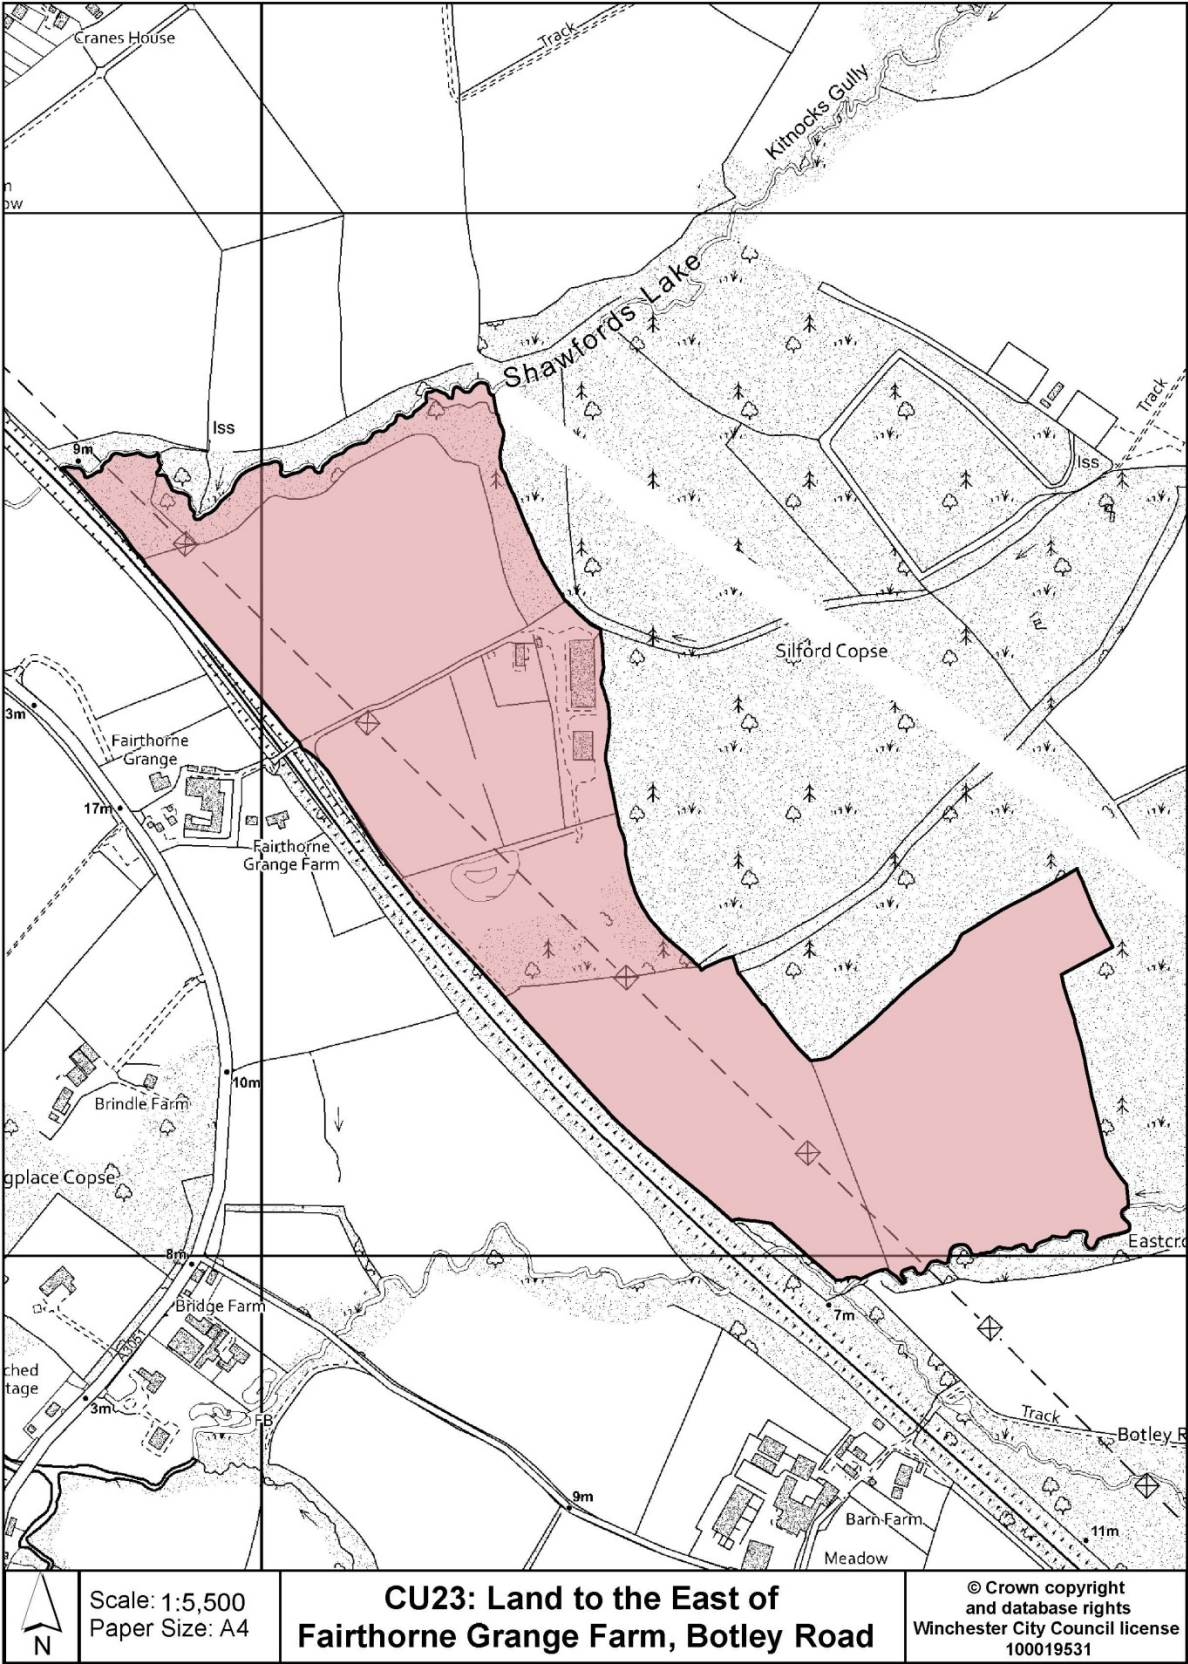 Cranes House
Track
Kitnocks Gully
Shawfords Lake
9m
Iss
Iss
Track
Silford Copse
3m
Fairthorne
Grange
17m
Fairthorne
Grange Farm
10m
Brindle Farm
gplace Copse
8m
Eastcro
Bridge Farm
7m
ched
tage
3m
FB
Track
Botley R
9m
Barn Farm
11m
Meadow
N
Scale: 1:5,500
Paper Size: A4
CU23: Land to the East of
Fairthorne Grange Farm, Botley Road
© Crown copyright
and database rights
Winchester City Council license
100019531